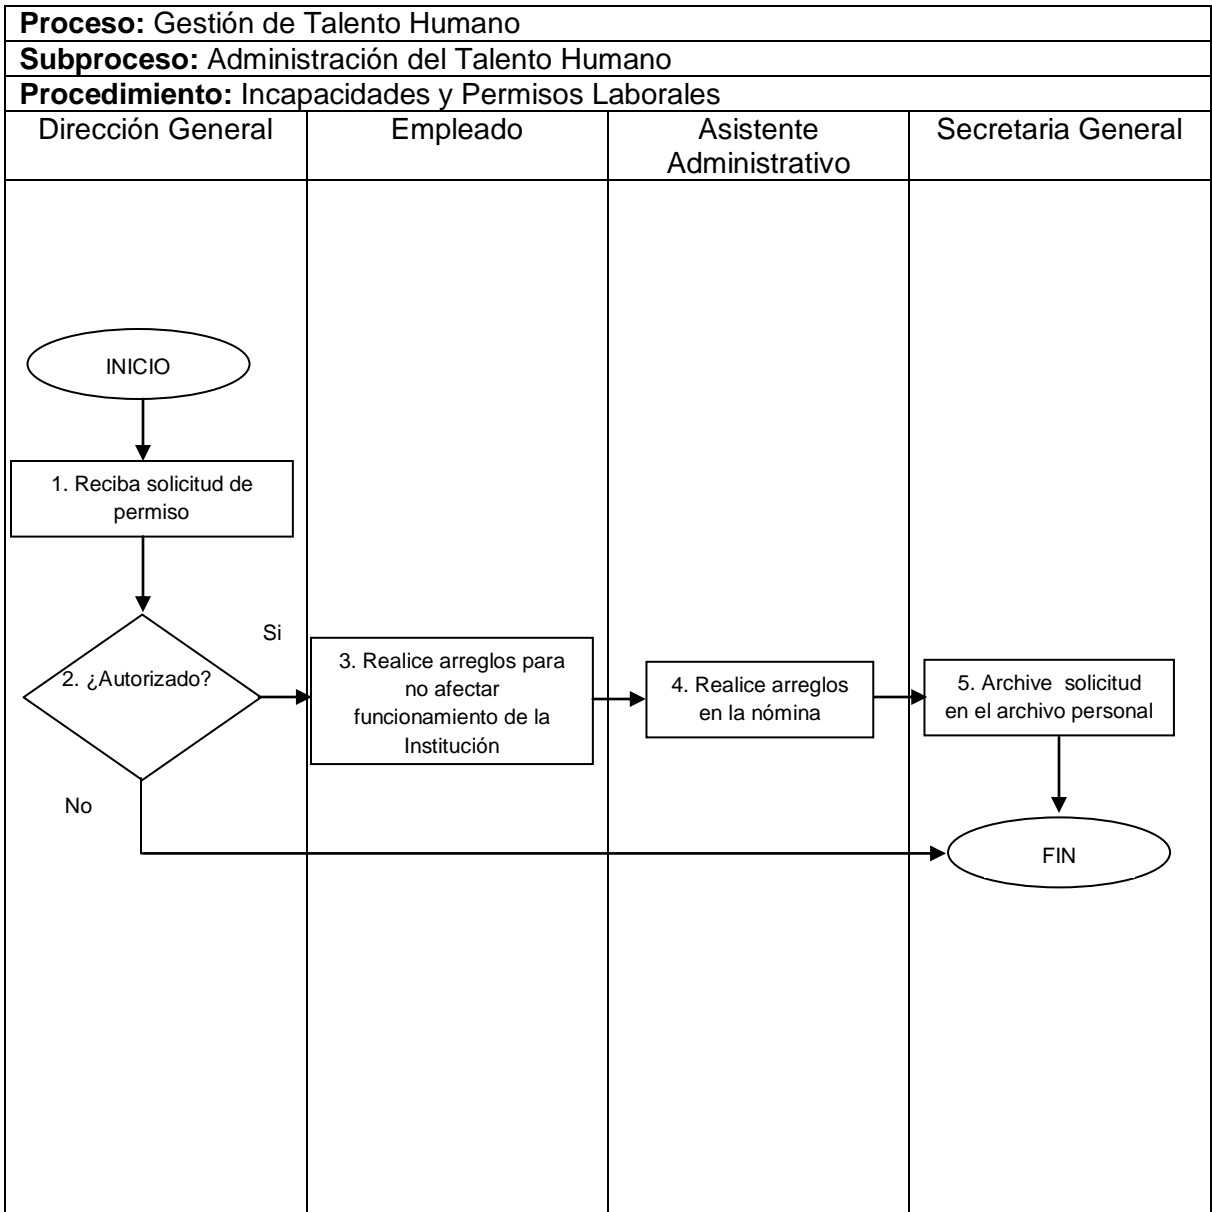 Proceso: Gestión de Talento Humano
Subproceso: Administración del Talento Humano
Procedimiento: Incapacidades y Permisos Laborales
Dirección General
Empleado
Asistente
Administrativo
Secretaria General
INICIO
1. Reciba solicitud de
permiso
2. ¿Autorizado?
Si
No
3. Realice arreglos para
no afectar
funcionamiento de la
Institución
4. Realice arreglos
en la nómina
5. Archive  solicitud
en el archivo personal
FIN